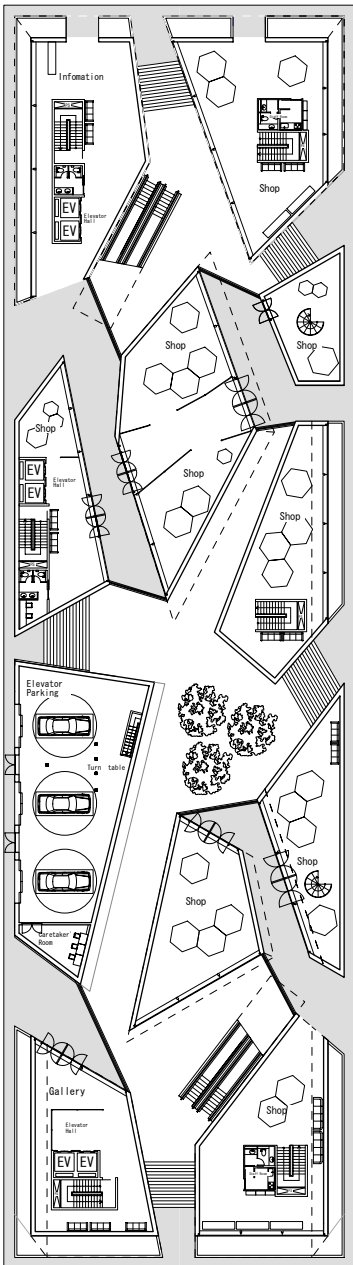 Infomation
Shop
EV
EV
Elevator
Hall
Shop
Shop
Shop
Shop
EV
EV
Elevator
Hall
Shop
Shop
Elevator
Parking
Turn table
Shop
Shop
Caretaker
Room
Gallery
Elevator
Hall
EV
EV
Shop